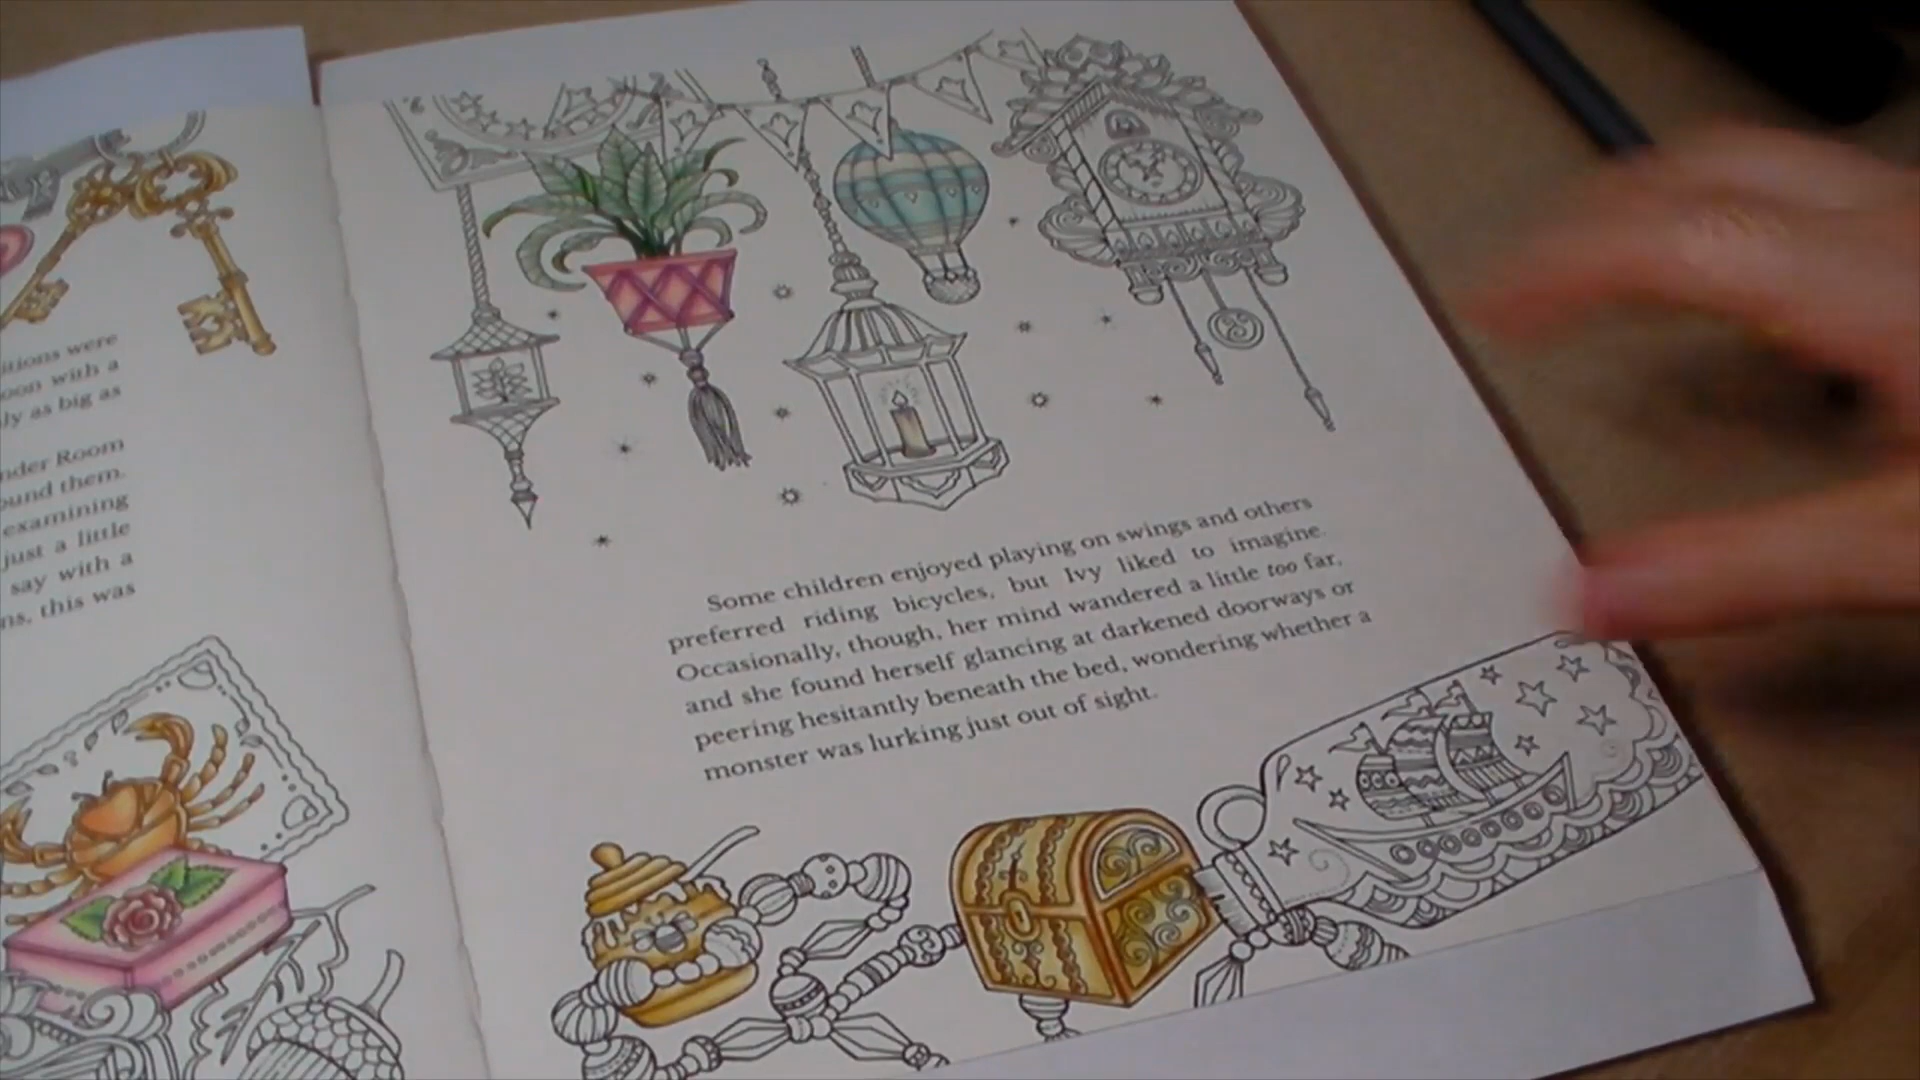 itions were
oon with a
ly as big as
nder Room
ound them.
examining
just a little
say with a
ns, this was
Some children enjoyed playing on swings and others
preferred riding bicycles, but Ivy liked to imagine.
Occasionally, though, her mind wandered a little too far,
and she found herself glancing at darkened doorways or
peering hesitantly beneath the bed, wondering whether a
monster was lurking just out of sight.